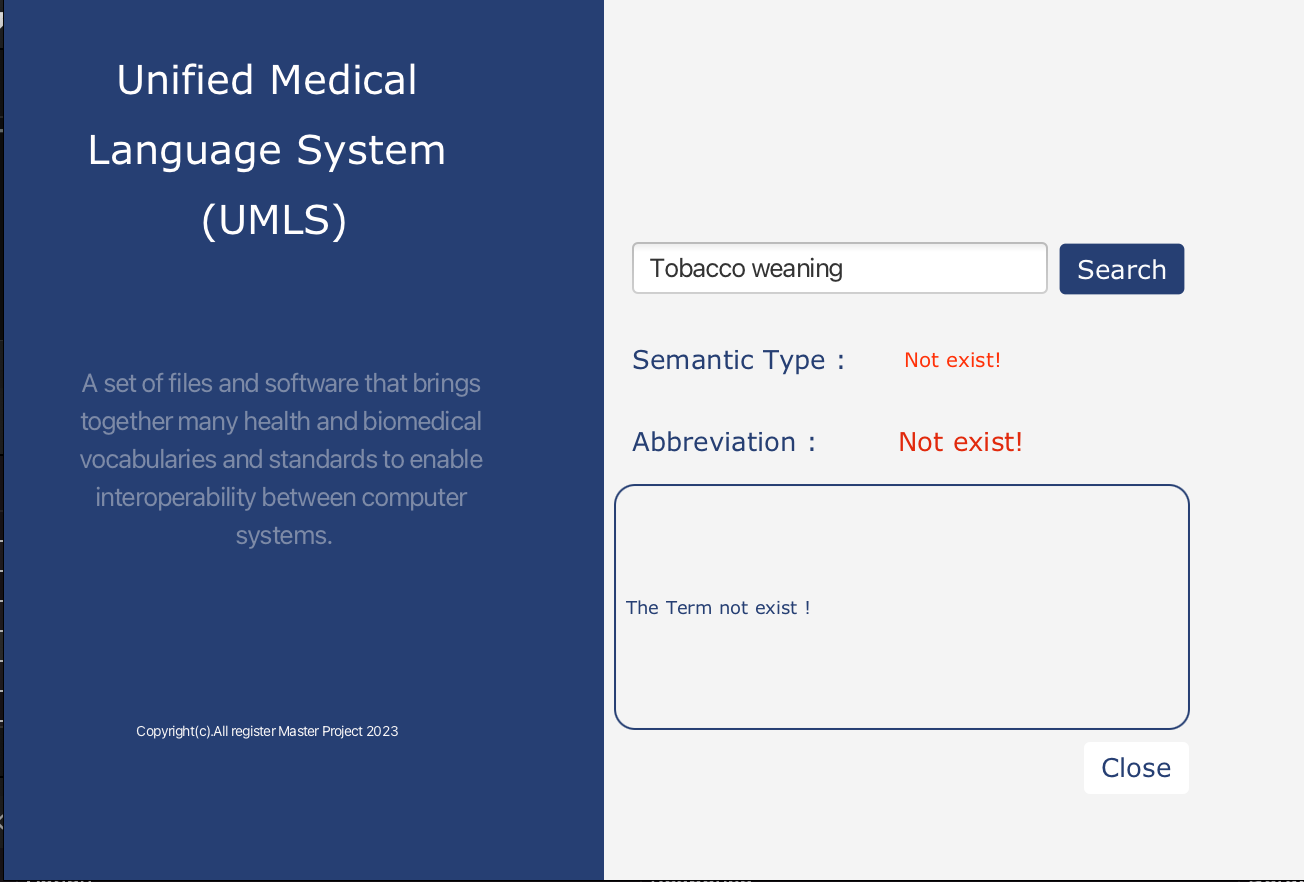 Unified Medical
Language System
(UMLS)
A set of files and software that brings
together many health and biomedical
vocabularies and standards to enable
interoperability between computer
systems.
Copyright(c).All register Master Project 2023
Tobacco weaning
Search
Semantic Type :
Not exist!
Abbreviation :
Not exist!
The Term not exist !
Close